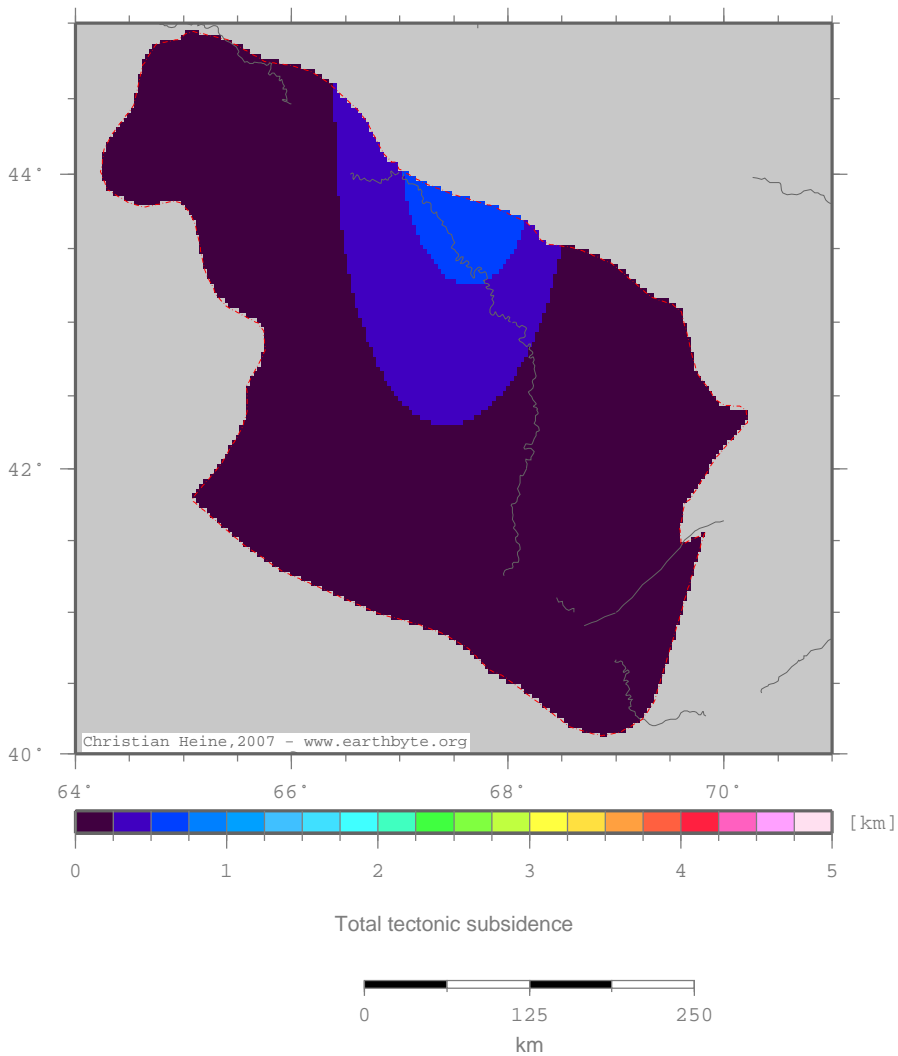 44°
42°
40°
Christian Heine,2007 - www.earthbyte.org
64° 66° 68° 70°
[km]
0 1 2 3 4 5
Total tectonic subsidence
0 125 250
km